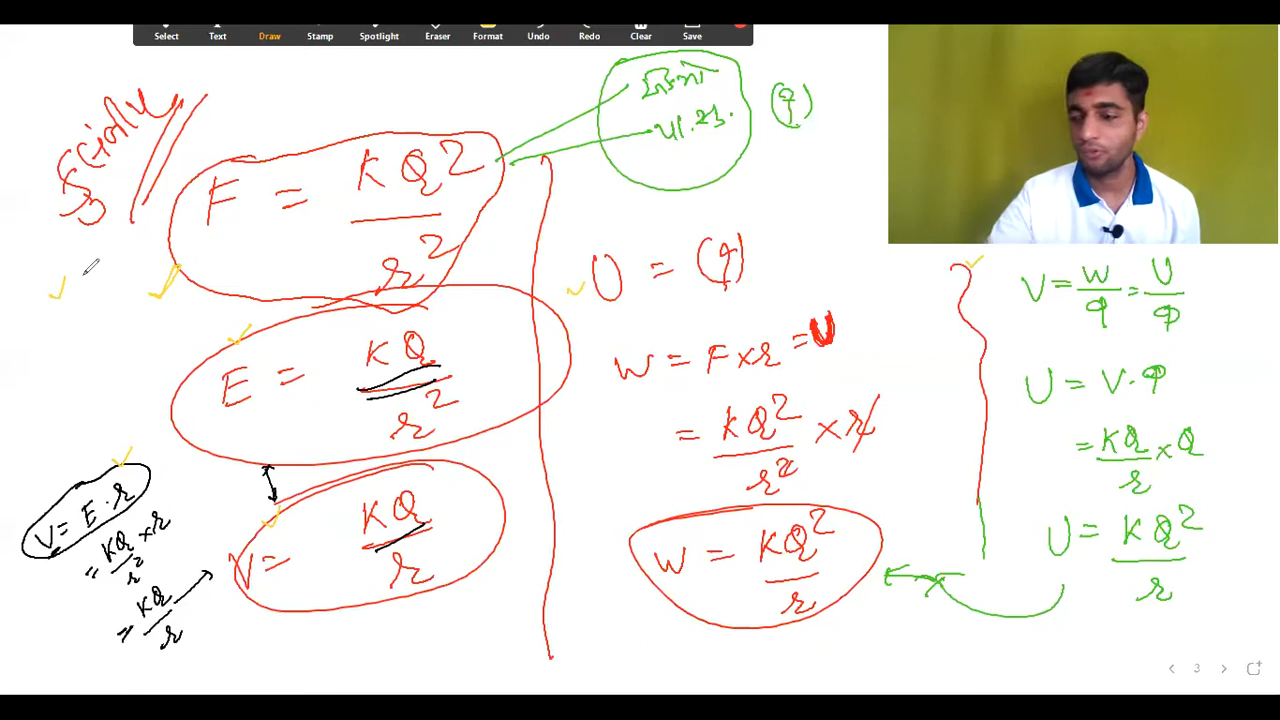 Select Text Draw Stamp Spotlight Eraser Format Undo Redo Clear Save
(q)
F = KQ²/r²
E = KQ/r²
V = KQ/r
V = E · r
= KQ/r² × r
= KQ/r
U = (q)
W = F × r = U
= KQ²/r² × r
W = KQ²/r
V = W/q = U/q
U = V · q
= KQ/r × Q
U = KQ²/r
3